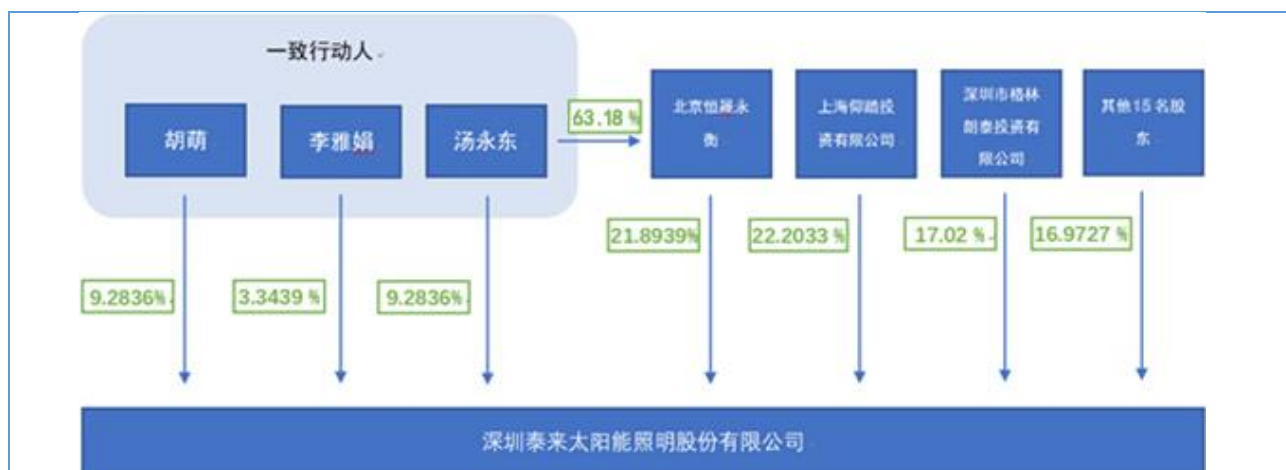 一致行动人
胡萌
李雅娟
汤永东
63.18 %
北京恒晟永
衡
上海仰皓投
资有限公司
深圳市格林
朗泰投资有
限公司
其他15名股
东
21.8939%
22.2033 %
17.02 %
16.9727 %
9.2836%
3.3439 %
9.2836%
深圳泰来太阳能照明股份有限公司